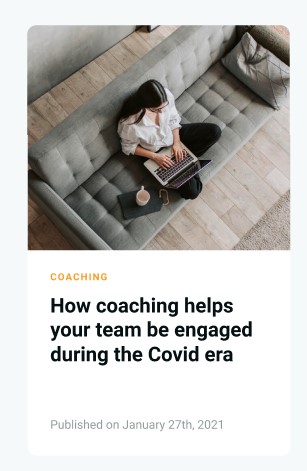 COACHING
How coaching helps
your team be engaged
during the Covid era
Published on January 27th, 2021